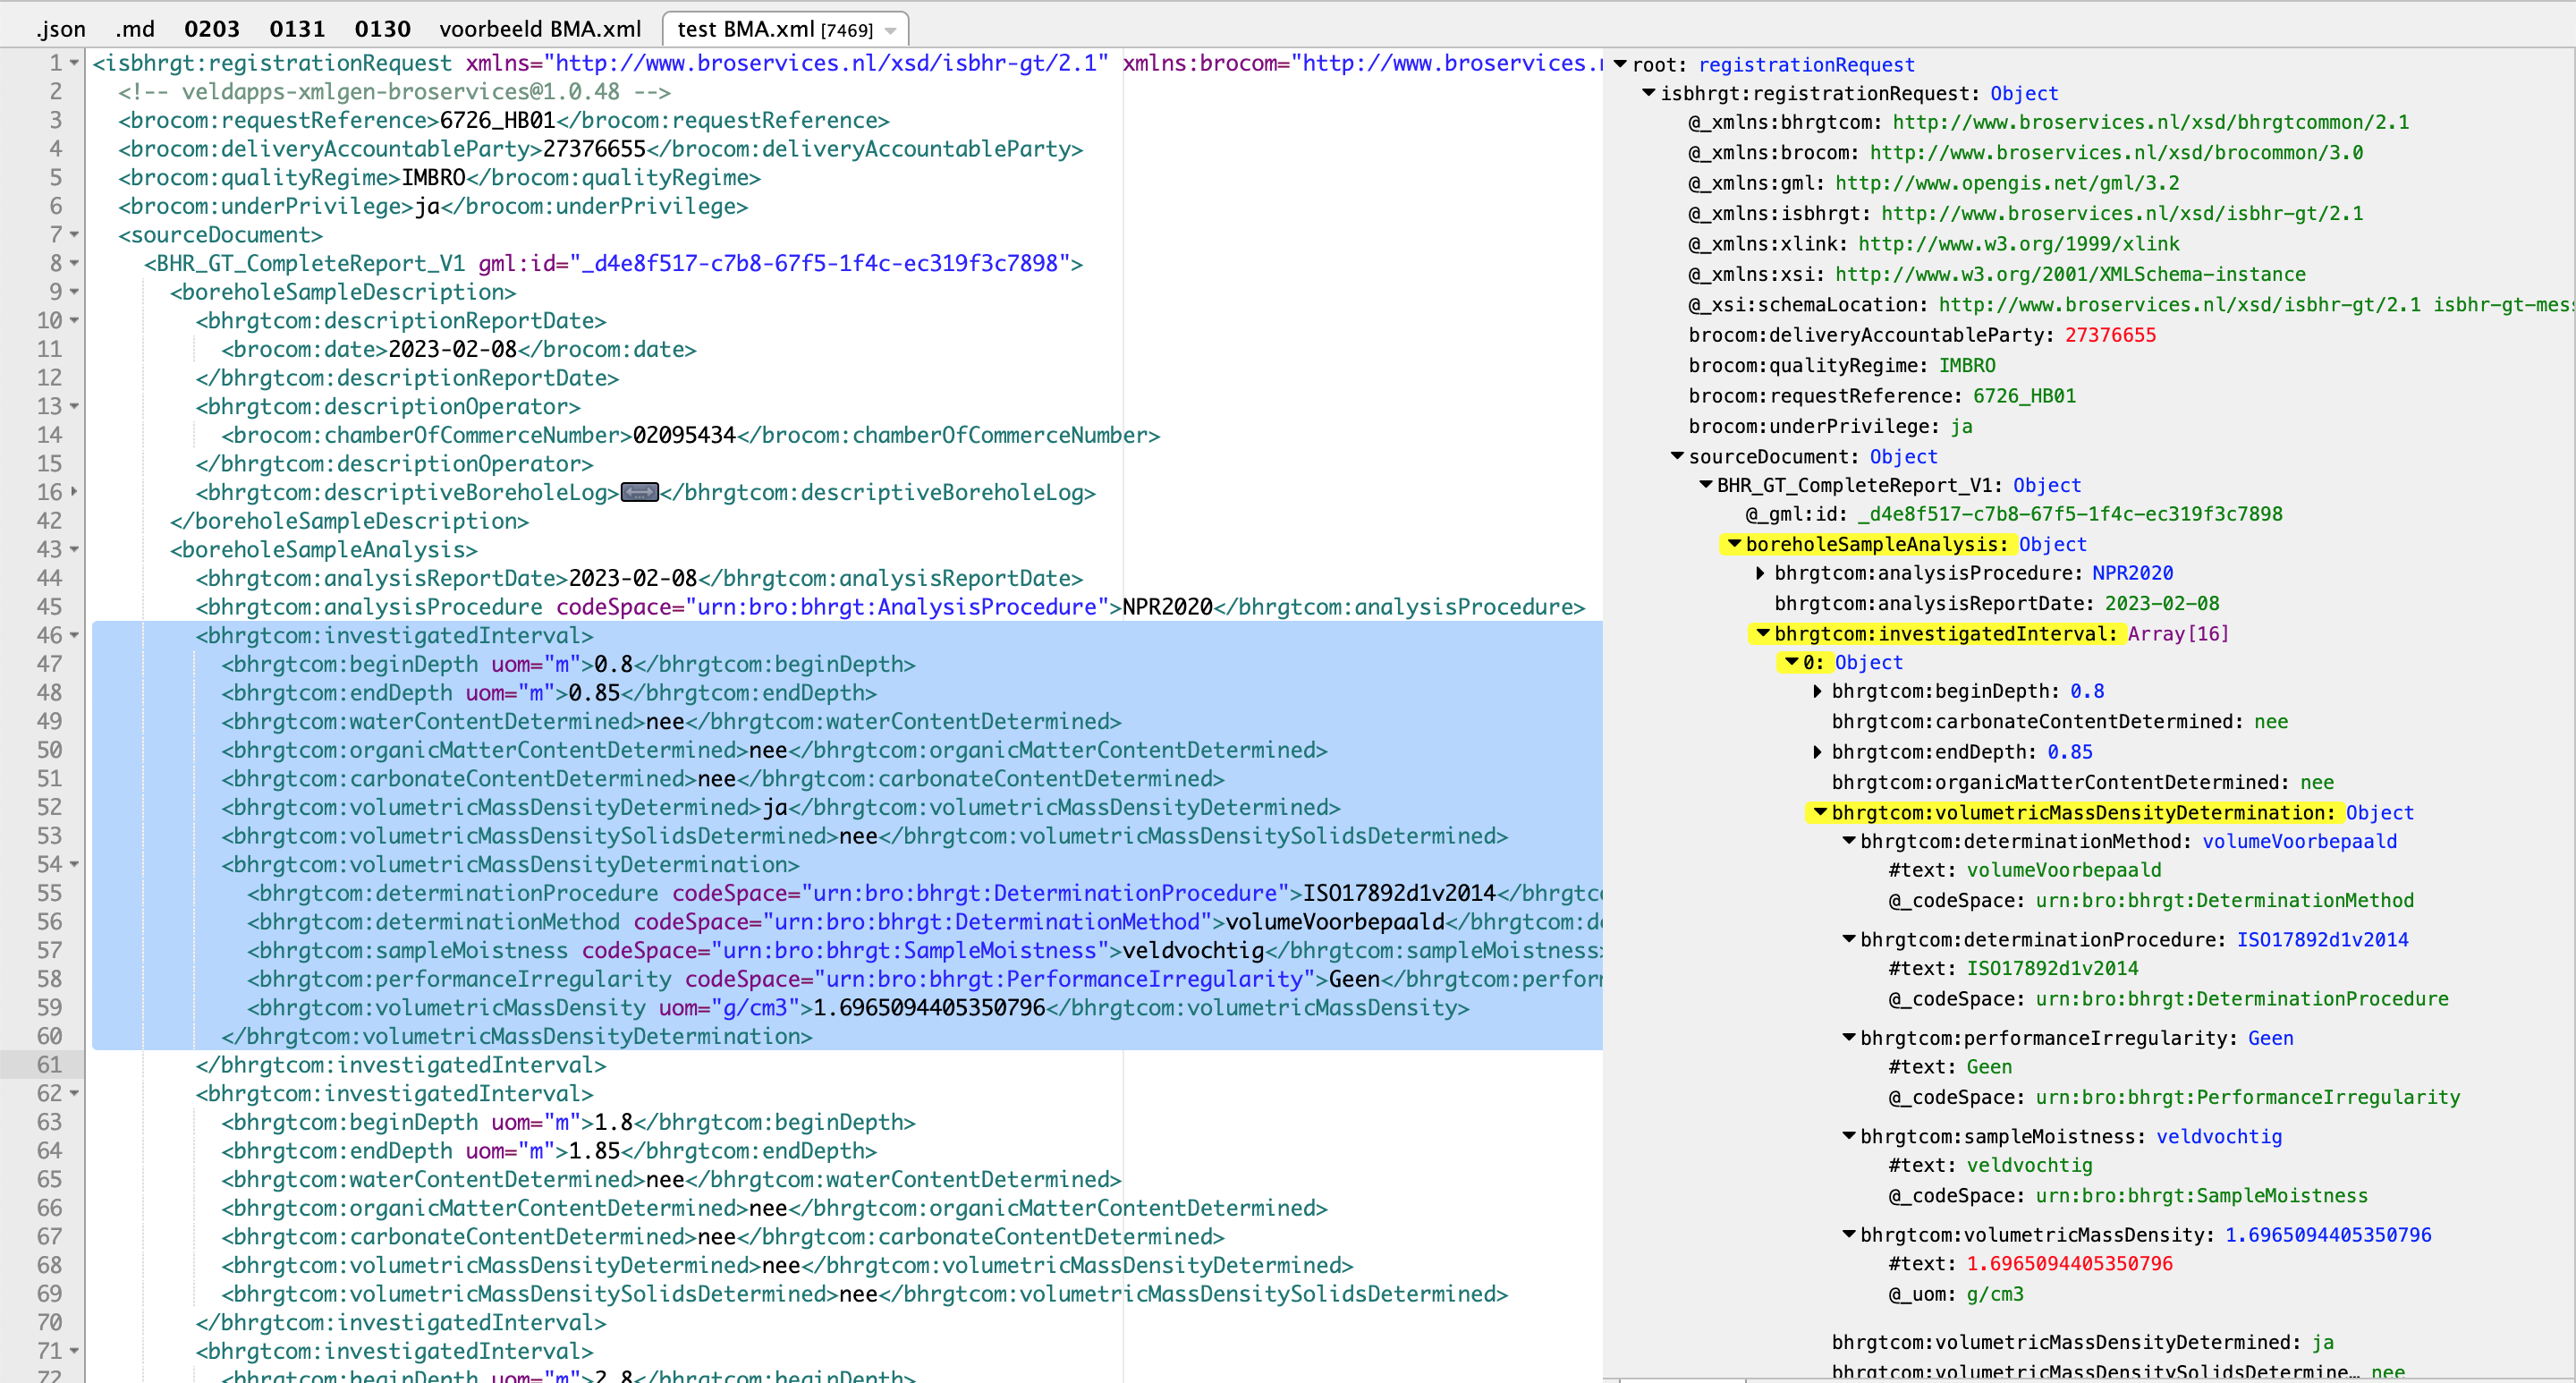 .json .md 0203 0131 0130 voorbeeld BMA.xml test BMA.xml [7469]
1 <isbhrgt:registrationRequest xmlns="http://www.broservices.nl/xsd/isbhr-gt/2.1" xmlns:brocom="http://www.broservices.
2 <!-- veldapps-xmlgen-broservices@1.0.48 -->
3 <brocom:requestReference>6726_HB01</brocom:requestReference>
4 <brocom:deliveryAccountableParty>27376655</brocom:deliveryAccountableParty>
5 <brocom:qualityRegime>IMBRO</brocom:qualityRegime>
6 <brocom:underPrivilege>ja</brocom:underPrivilege>
7 <sourceDocument>
8 <BHR_GT_CompleteReport_V1 gml:id="_d4e8f517-c7b8-67f5-1f4c-ec319f3c7898">
9 <boreholeSampleDescription>
10 <bhrgtcom:descriptionReportDate>
11 <brocom:date>2023-02-08</brocom:date>
12 </bhrgtcom:descriptionReportDate>
13 <bhrgtcom:descriptionOperator>
14 <brocom:chamberOfCommerceNumber>02095434</brocom:chamberOfCommerceNumber>
15 </bhrgtcom:descriptionOperator>
16 <bhrgtcom:descriptiveBoreholeLog></bhrgtcom:descriptiveBoreholeLog>
42 </boreholeSampleDescription>
43 <boreholeSampleAnalysis>
44 <bhrgtcom:analysisReportDate>2023-02-08</bhrgtcom:analysisReportDate>
45 <bhrgtcom:analysisProcedure codeSpace="urn:bro:bhrgt:AnalysisProcedure">NPR2020</bhrgtcom:analysisProcedure>
46 <bhrgtcom:investigatedInterval>
47 <bhrgtcom:beginDepth uom="m">0.8</bhrgtcom:beginDepth>
48 <bhrgtcom:endDepth uom="m">0.85</bhrgtcom:endDepth>
49 <bhrgtcom:waterContentDetermined>nee</bhrgtcom:waterContentDetermined>
50 <bhrgtcom:organicMatterContentDetermined>nee</bhrgtcom:organicMatterContentDetermined>
51 <bhrgtcom:carbonateContentDetermined>nee</bhrgtcom:carbonateContentDetermined>
52 <bhrgtcom:volumetricMassDensityDetermined>ja</bhrgtcom:volumetricMassDensityDetermined>
53 <bhrgtcom:volumetricMassDensitySolidsDetermined>nee</bhrgtcom:volumetricMassDensitySolidsDetermined>
54 <bhrgtcom:volumetricMassDensityDetermination>
55 <bhrgtcom:determinationProcedure codeSpace="urn:bro:bhrgt:DeterminationProcedure">ISO17892d1v2014</bhrgtc
56 <bhrgtcom:determinationMethod codeSpace="urn:bro:bhrgt:DeterminationMethod">volumeVoorbepaald</bhrgtcom:d
57 <bhrgtcom:sampleMoistness codeSpace="urn:bro:bhrgt:SampleMoistness">veldvochtig</bhrgtcom:sampleMoistness>
58 <bhrgtcom:performanceIrregularity codeSpace="urn:bro:bhrgt:PerformanceIrregularity">Geen</bhrgtcom:perfor
59 <bhrgtcom:volumetricMassDensity uom="g/cm3">1.6965094405350796</bhrgtcom:volumetricMassDensity>
60 </bhrgtcom:volumetricMassDensityDetermination>
61 </bhrgtcom:investigatedInterval>
62 <bhrgtcom:investigatedInterval>
63 <bhrgtcom:beginDepth uom="m">1.8</bhrgtcom:beginDepth>
64 <bhrgtcom:endDepth uom="m">1.85</bhrgtcom:endDepth>
65 <bhrgtcom:waterContentDetermined>nee</bhrgtcom:waterContentDetermined>
66 <bhrgtcom:organicMatterContentDetermined>nee</bhrgtcom:organicMatterContentDetermined>
67 <bhrgtcom:carbonateContentDetermined>nee</bhrgtcom:carbonateContentDetermined>
68 <bhrgtcom:volumetricMassDensityDetermined>nee</bhrgtcom:volumetricMassDensityDetermined>
69 <bhrgtcom:volumetricMassDensitySolidsDetermined>nee</bhrgtcom:volumetricMassDensitySolidsDetermined>
70 </bhrgtcom:investigatedInterval>
71 <bhrgtcom:investigatedInterval>
72 <bhrgtcom:beginDepth uom="m">2.8</bhrgtcom:beginDepth>
root: registrationRequest
isbhrgt:registrationRequest: Object
@_xmlns:bhrgtcom: http://www.broservices.nl/xsd/bhrgtcommon/2.1
@_xmlns:brocom: http://www.broservices.nl/xsd/brocommon/3.0
@_xmlns:gml: http://www.opengis.net/gml/3.2
@_xmlns:isbhrgt: http://www.broservices.nl/xsd/isbhr-gt/2.1
@_xmlns:xlink: http://www.w3.org/1999/xlink
@_xmlns:xsi: http://www.w3.org/2001/XMLSchema-instance
@_xsi:schemaLocation: http://www.broservices.nl/xsd/isbhr-gt/2.1 isbhr-gt-mes
brocom:deliveryAccountableParty: 27376655
brocom:qualityRegime: IMBRO
brocom:requestReference: 6726_HB01
brocom:underPrivilege: ja
sourceDocument: Object
BHR_GT_CompleteReport_V1: Object
@_gml:id: _d4e8f517-c7b8-67f5-1f4c-ec319f3c7898
boreholeSampleAnalysis: Object
bhrgtcom:analysisProcedure: NPR2020
bhrgtcom:analysisReportDate: 2023-02-08
bhrgtcom:investigatedInterval: Array[16]
0: Object
bhrgtcom:beginDepth: 0.8
bhrgtcom:carbonateContentDetermined: nee
bhrgtcom:endDepth: 0.85
bhrgtcom:organicMatterContentDetermined: nee
bhrgtcom:volumetricMassDensityDetermination: Object
bhrgtcom:determinationMethod: volumeVoorbepaald
#text: volumeVoorbepaald
@_codeSpace: urn:bro:bhrgt:DeterminationMethod
bhrgtcom:determinationProcedure: ISO17892d1v2014
#text: ISO17892d1v2014
@_codeSpace: urn:bro:bhrgt:DeterminationProcedure
bhrgtcom:performanceIrregularity: Geen
#text: Geen
@_codeSpace: urn:bro:bhrgt:PerformanceIrregularity
bhrgtcom:sampleMoistness: veldvochtig
#text: veldvochtig
@_codeSpace: urn:bro:bhrgt:SampleMoistness
bhrgtcom:volumetricMassDensity: 1.6965094405350796
#text: 1.6965094405350796
@_uom: g/cm3
bhrgtcom:volumetricMassDensityDetermined: ja
bhrgtcom:volumetricMassDensitySolidsDetermine… nee